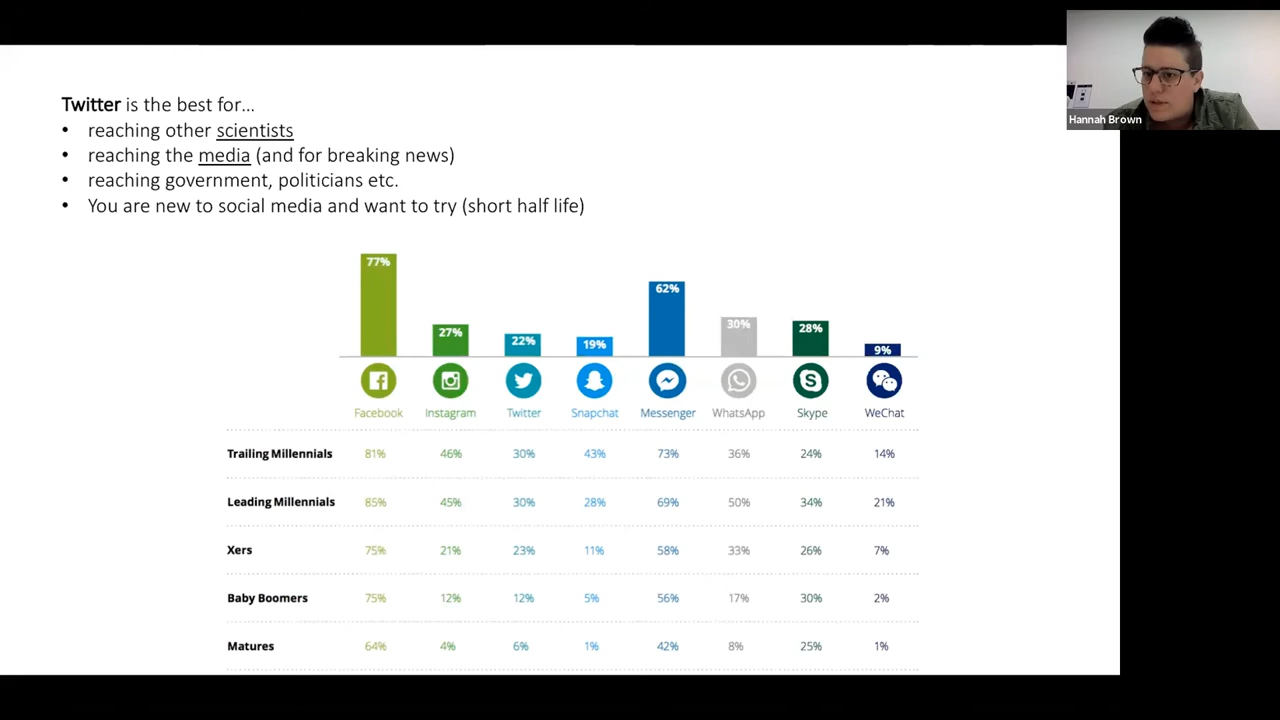 Twitter is the best for...
• reaching other scientists
• reaching the media (and for breaking news)
• reaching government, politicians etc.
• You are new to social media and want to try (short half life)
Hannah Brown
77% 27% 22% 19% 62% 30% 28% 9%
Facebook Instagram Twitter Snapchat Messenger WhatsApp Skype WeChat
Trailing Millennials 81% 46% 30% 43% 73% 36% 24% 14%
Leading Millennials 85% 45% 30% 28% 69% 50% 34% 21%
Xers 75% 21% 23% 11% 58% 33% 26% 7%
Baby Boomers 75% 12% 12% 5% 56% 17% 30% 2%
Matures 64% 4% 6% 1% 42% 8% 25% 1%